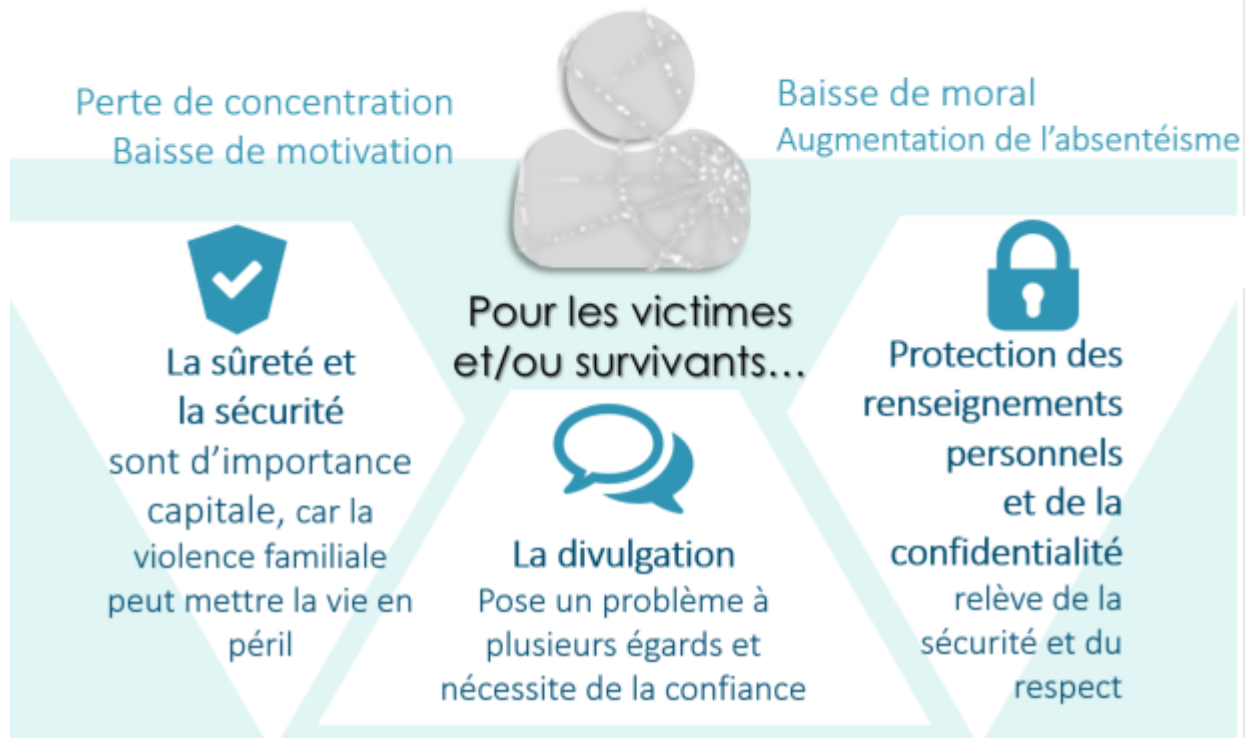 Perte de concentration
Baisse de motivation
Baisse de moral
Augmentation de l’absentéisme
Pour les victimes
et/ou survivants...
La sûreté et
la sécurité
sont d’importance
capitale, car la
violence familiale
peut mettre la vie en
péril
La divulgation
Pose un problème à
plusieurs égards et
nécessite de la confiance
Protection des
renseignements
personnels
et de la
confidentialité
relève de la
sécurité et du
respect